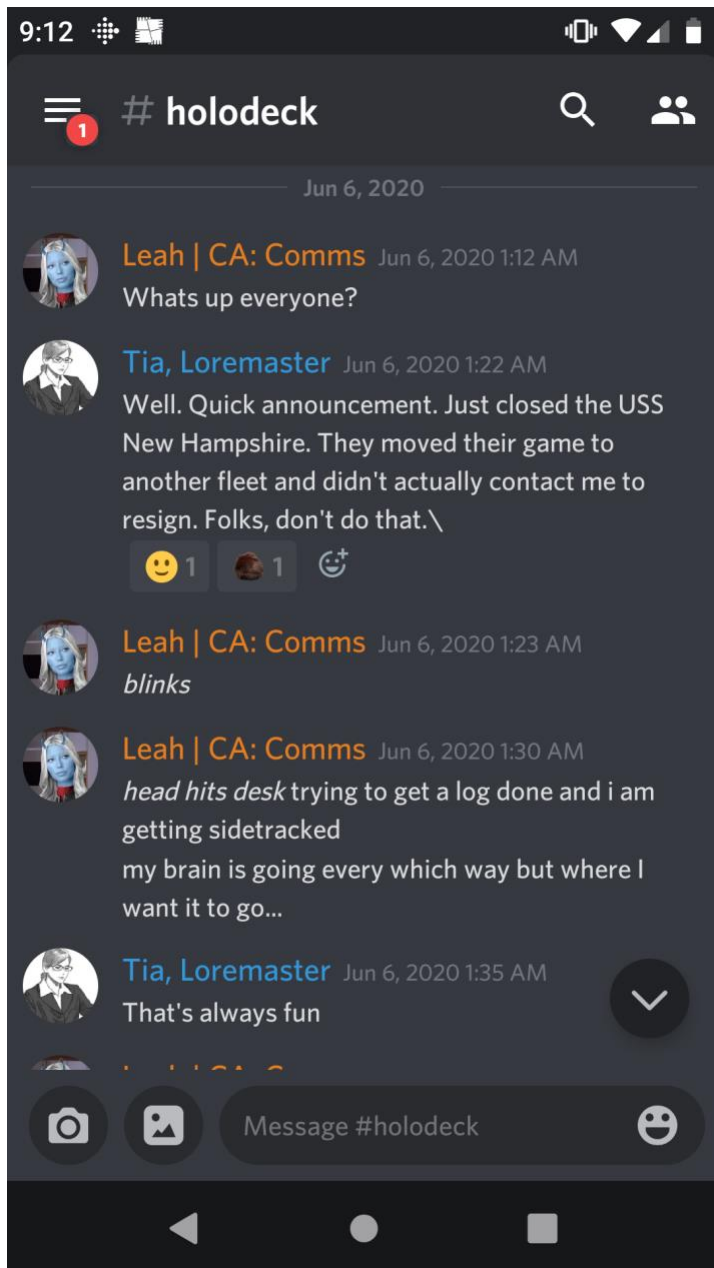 9:12
1
# holodeck
Jun 6, 2020
Leah | CA: Comms Jun 6, 2020 1:12 AM
Whats up everyone?
Tia, Loremaster Jun 6, 2020 1:22 AM
Well. Quick announcement. Just closed the USS
New Hampshire. They moved their game to
another fleet and didn't actually contact me to
resign. Folks, don't do that.\
1 1
Leah | CA: Comms Jun 6, 2020 1:23 AM
blinks
Leah | CA: Comms Jun 6, 2020 1:30 AM
head hits desk trying to get a log done and i am
getting sidetracked
my brain is going every which way but where I
want it to go...
Tia, Loremaster Jun 6, 2020 1:35 AM
That's always fun
Message #holodeck